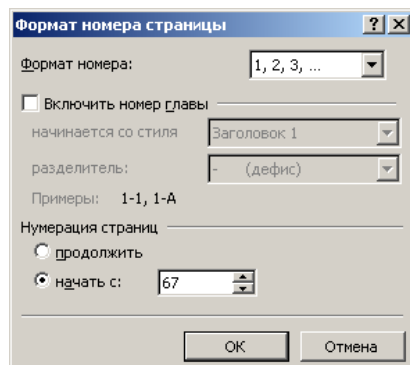 Формат номера страницы
Формат номера: 1, 2, 3, ...
Включить номер главы
начинается со стиля Заголовок 1
разделитель: - (дефис)
Примеры: 1-1, 1-A
Нумерация страниц
продолжить
начать с: 67
ОК Отмена